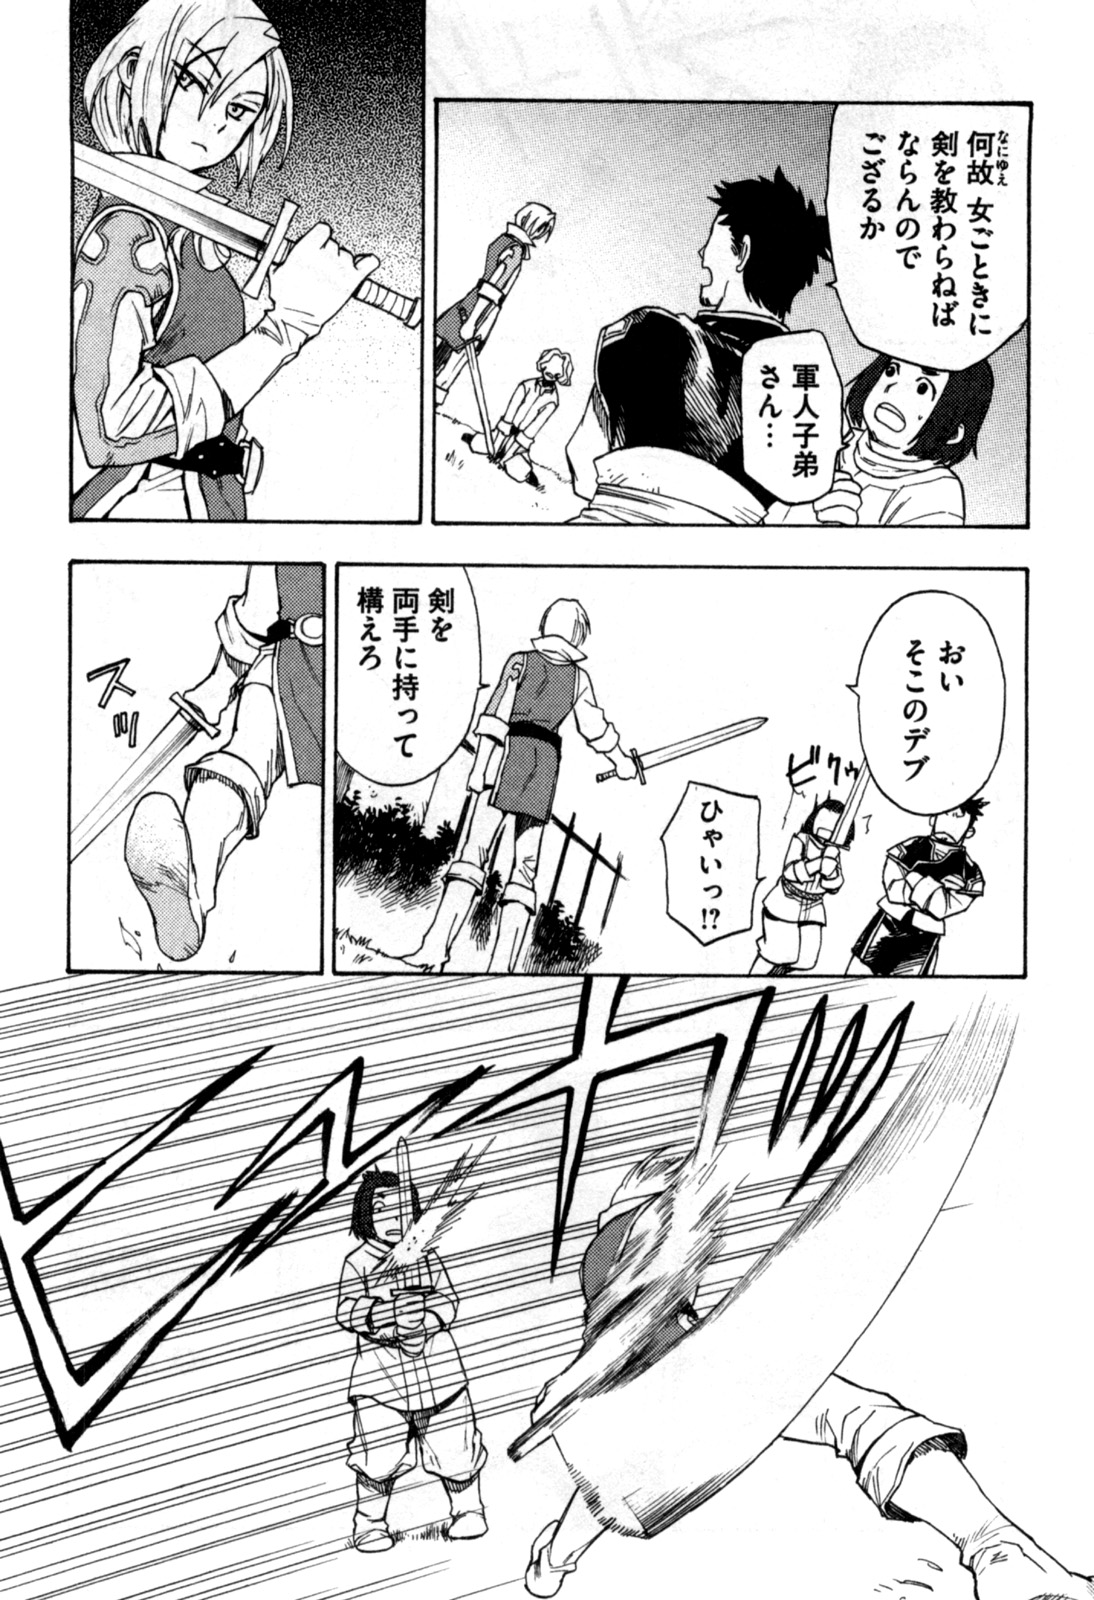 何故 女ごときに
なにゆえ
剣を教わらねば
ならんので
ござるか
軍人子弟
さん…
おい
そこのデブ
ビクゥ
ひゃいっ!?
剣を
両手に持って
構えろ
スッ
ビュカッ